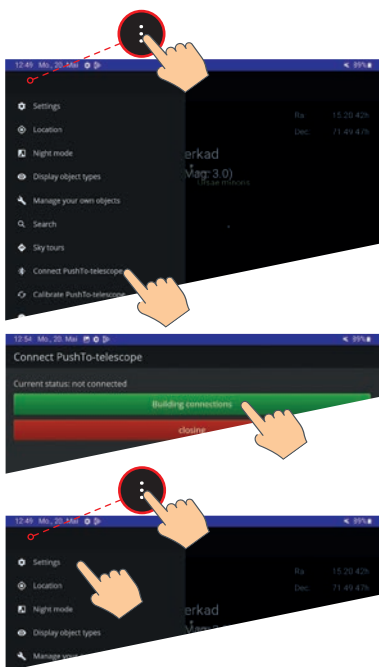 12:49 Mo., 20. Mai
89%
Settings
Location
Night mode
Display object types
Manage your own objects
Search
Sky tours
Connect PushTo-telescope
Calibrate PushTo-telescope
Ra: 15 20 42h
Dec: 71 49 47h
erkad
Mag: 3.0)
Ursae minoris
12:54 Mo., 20. Mai
89%
Connect PushTo-telescope
Current status: not connected
Building connections
closing
12:49 Mo., 20. Mai
89%
Settings
Location
Night mode
Display object types
Manage your
Ra: 15 20 42h
Dec: 71 49 47h
erkad